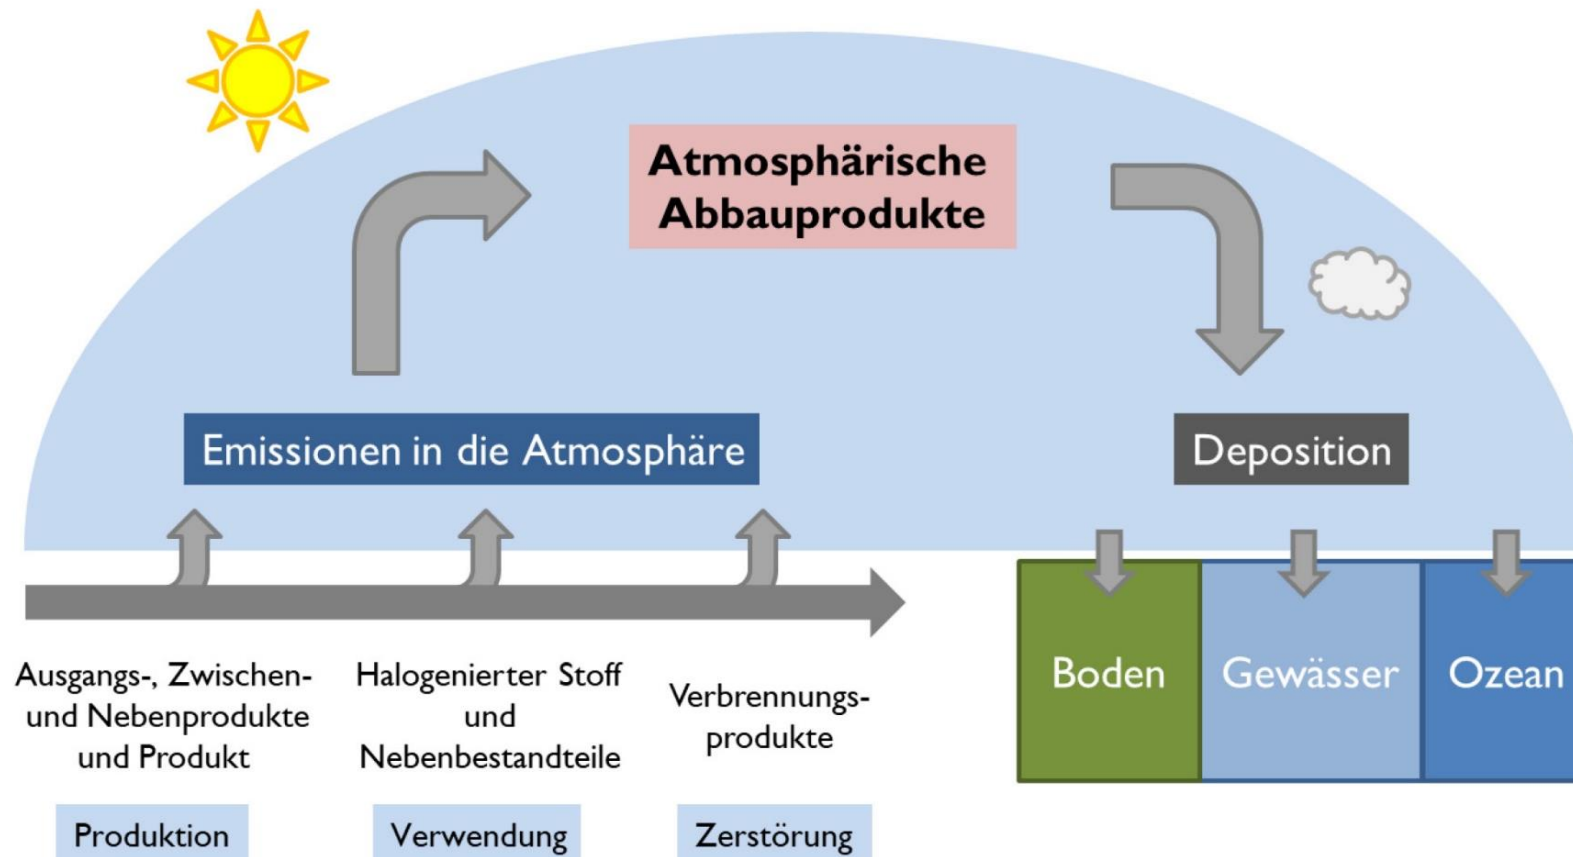 Atmosphärische
Abbauprodukte
Emissionen in die Atmosphäre
Deposition
Ausgangs-, Zwischen-
und Nebenprodukte
und Produkt
Halogenierter Stoff
und
Nebenbestandteile
Verbrennungs-
produkte
Boden
Gewässer
Ozean
Produktion
Verwendung
Zerstörung